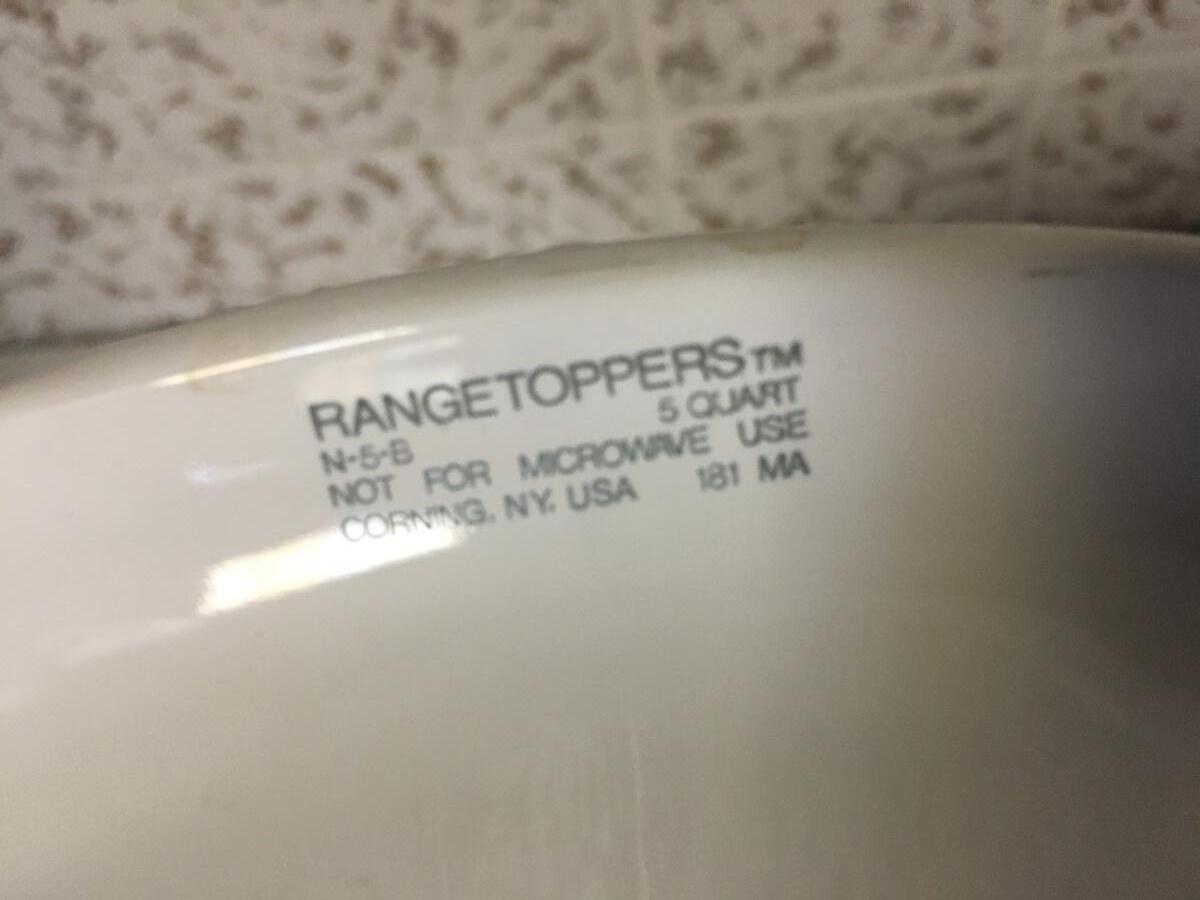 RANGETOPPERS™
5 QUART
N-5-B
NOT FOR MICROWAVE USE
CORNING, NY. USA 181 MA